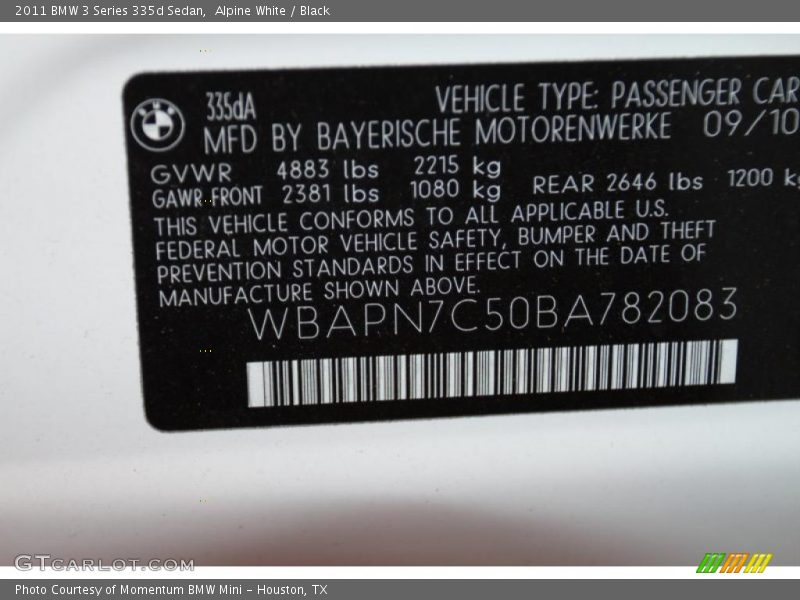 2011 BMW 3 Series 335d Sedan,  Alpine White / Black
BMW
335dA
VEHICLE TYPE: PASSENGER CAR
MFD BY BAYERISCHE MOTORENWERKE 09/10
GVWR 4883 lbs 2215 kg
GAWR FRONT 2381 lbs 1080 kg REAR 2646 lbs 1200 kg
THIS VEHICLE CONFORMS TO ALL APPLICABLE U.S.
FEDERAL MOTOR VEHICLE SAFETY, BUMPER AND THEFT
PREVENTION STANDARDS IN EFFECT ON THE DATE OF
MANUFACTURE SHOWN ABOVE.
WBAPN7C50BA782083
GTCARLOT.COM
Photo Courtesy of Momentum BMW Mini - Houston, TX